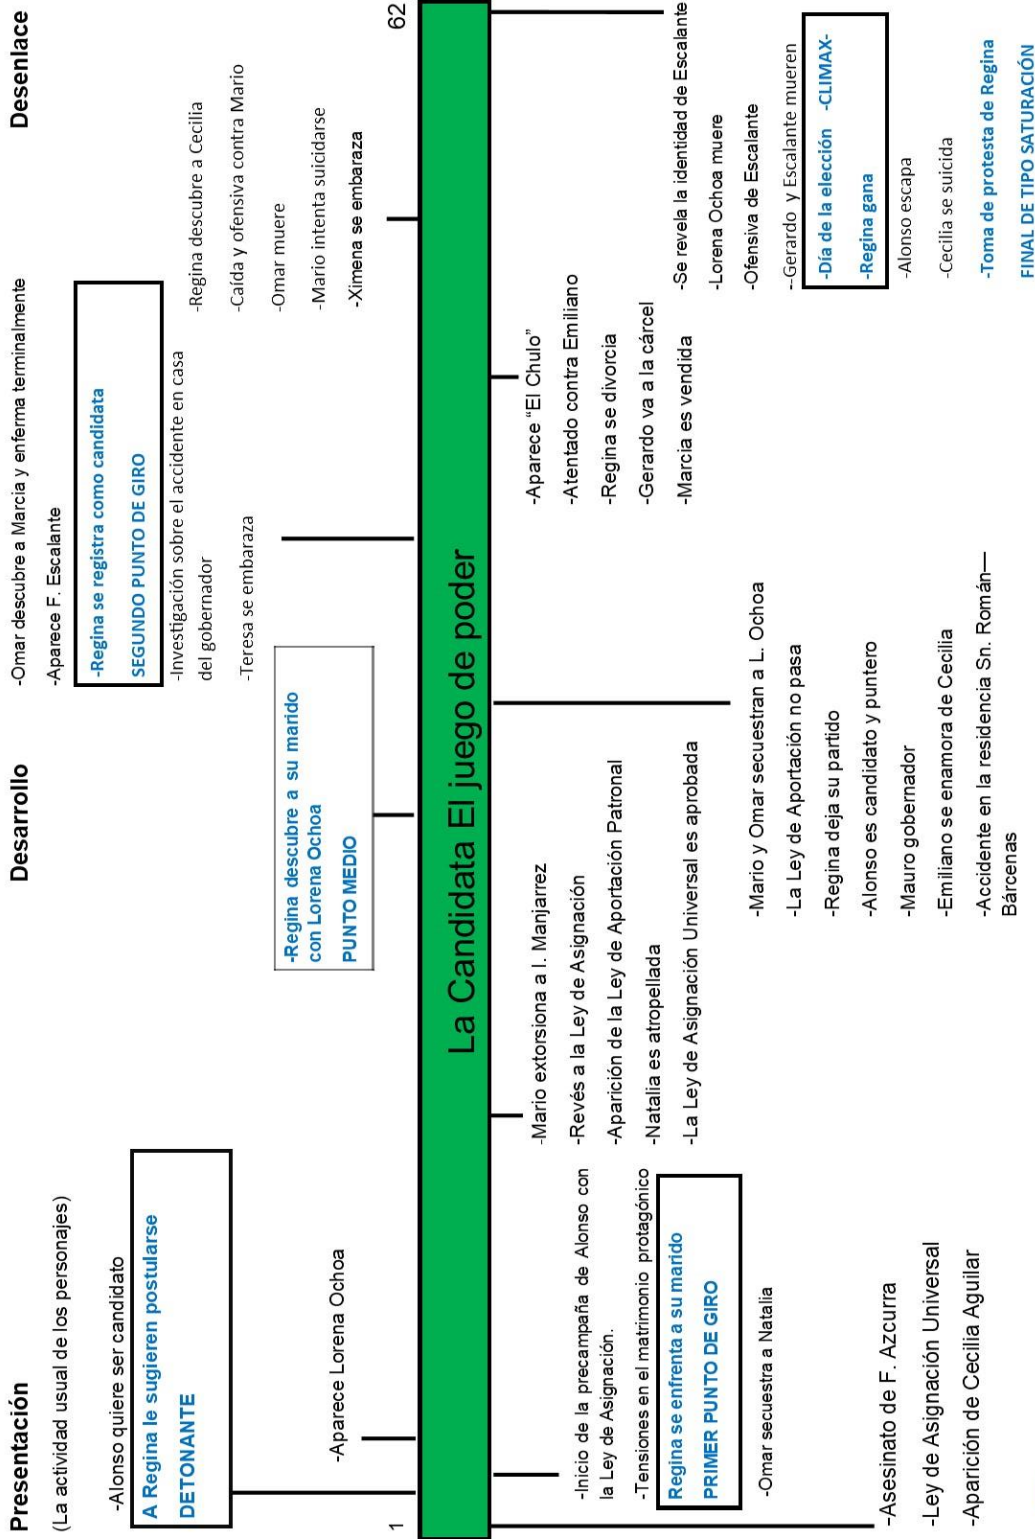 Presentación
(La actividad usual de los personajes)
-Alonso quiere ser candidato
A Regina le sugieren postularse
DETONANTE
-Aparece Lorena Ochoa
Desarrollo
-Regina descubre a su marido
con Lorena Ochoa
PUNTO MEDIO
-Omar descubre a Marcia y enferma terminalmente
-Aparece F. Escalante
-Regina se registra como candidata
SEGUNDO PUNTO DE GIRO
-Investigación sobre el accidente en casa
del gobernador
-Teresa se embaraza
Desenlace
-Regina descubre a Cecilia
-Caída y ofensiva contra Mario
-Omar muere
-Mario intenta suicidarse
-Ximena se embaraza
1
62
La Candidata El juego de poder
-Asesinato de F. Azcurra
-Ley de Asignación Universal
-Aparición de Cecilia Aguilar
-Inicio de la precampaña de Alonso con
la Ley de Asignación.
-Tensiones en el matrimonio protagónico
Regina se enfrenta a su marido
PRIMER PUNTO DE GIRO
-Omar secuestra a Natalia
-Mario extorsiona a I. Manjarrez
-Revés a la Ley de Asignación
-Aparición de la Ley de Aportación Patronal
-Natalia es atropellada
-La Ley de Asignación Universal es aprobada
-Mario y Omar secuestran a L. Ochoa
-La Ley de Aportación no pasa
-Regina deja su partido
-Alonso es candidato y puntero
-Mauro gobernador
-Emiliano se enamora de Cecilia
-Accidente en la residencia Sn. Román—
Bárcenas
-Aparece “El Chulo”
-Atentado contra Emiliano
-Regina se divorcia
-Gerardo va a la cárcel
-Marcia es vendida
-Se revela la identidad de Escalante
-Lorena Ochoa muere
-Ofensiva de Escalante
--Gerardo y Escalante mueren
-Día de la elección -CLIMAX-
-Regina gana
-Alonso escapa
-Cecilia se suicida
-Toma de protesta de Regina
FINAL DE TIPO SATURACIÓN